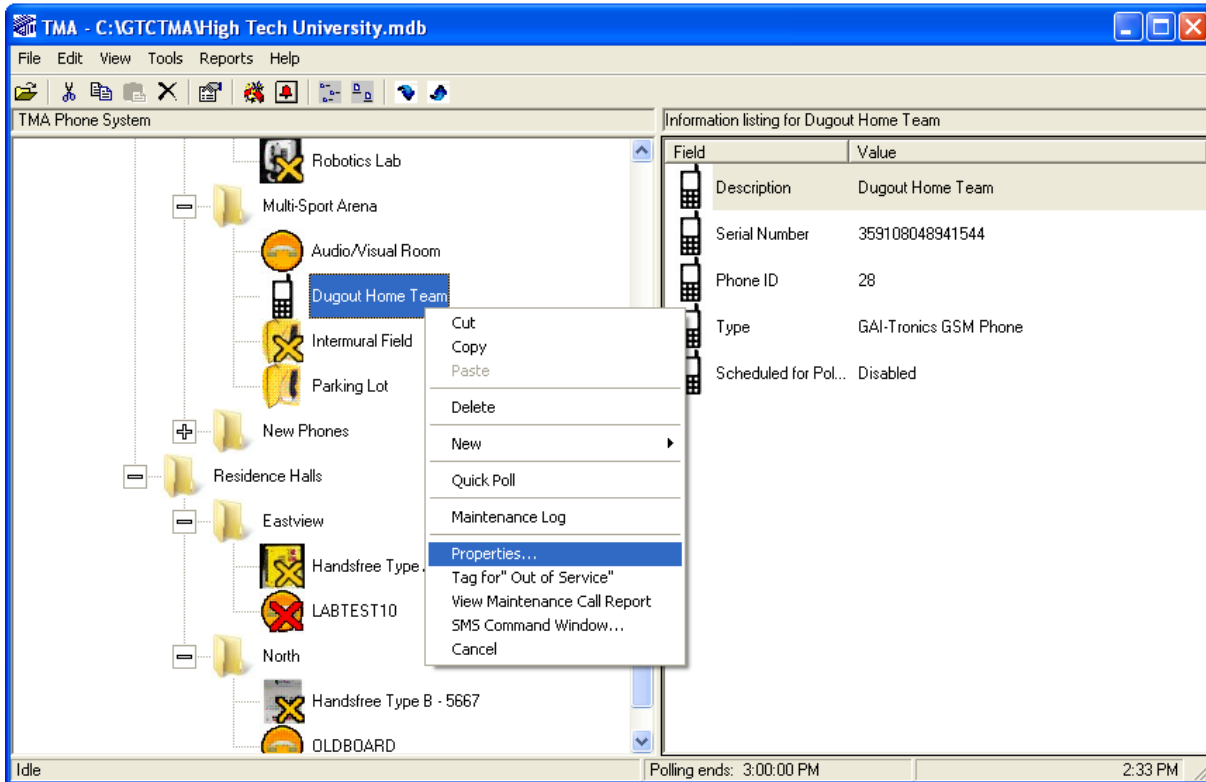 TMA - C:\GTCTMA\High Tech University.mdb
File Edit View Tools Reports Help
TMA Phone System
Robotics Lab
Multi-Sport Arena
Audio/Visual Room
Dugout Home Team
Intermural Field
Parking Lot
New Phones
Residence Halls
Eastview
Handsfree Type
LABTEST10
North
Handsfree Type B - 5667
OLDBOARD
Cut
Copy
Paste
Delete
New
Quick Poll
Maintenance Log
Properties...
Tag for" Out of Service"
View Maintenance Call Report
SMS Command Window...
Cancel
Information listing for Dugout Home Team
Field Value
Description Dugout Home Team
Serial Number 359108048941544
Phone ID 28
Type GAI-Tronics GSM Phone
Scheduled for Pol... Disabled
Idle Polling ends: 3:00:00 PM 2:33 PM